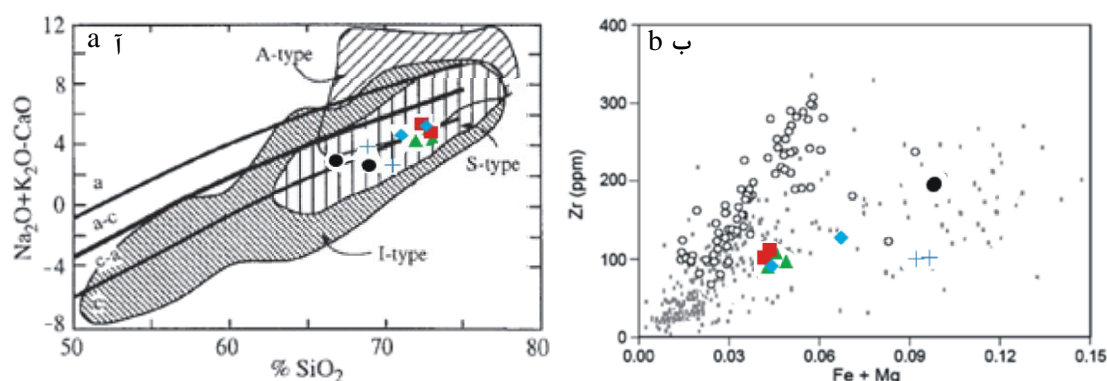 a آ
A-type
S-type
I-type
a
a-c
c-a
c
Na₂O+K₂O-CaO
12
8
4
0
-4
-8
50
60
70
80
% SiO₂
b ب
Zr (ppm)
400
300
200
100
0
0.00
0.03
0.06
0.09
0.12
0.15
Fe + Mg